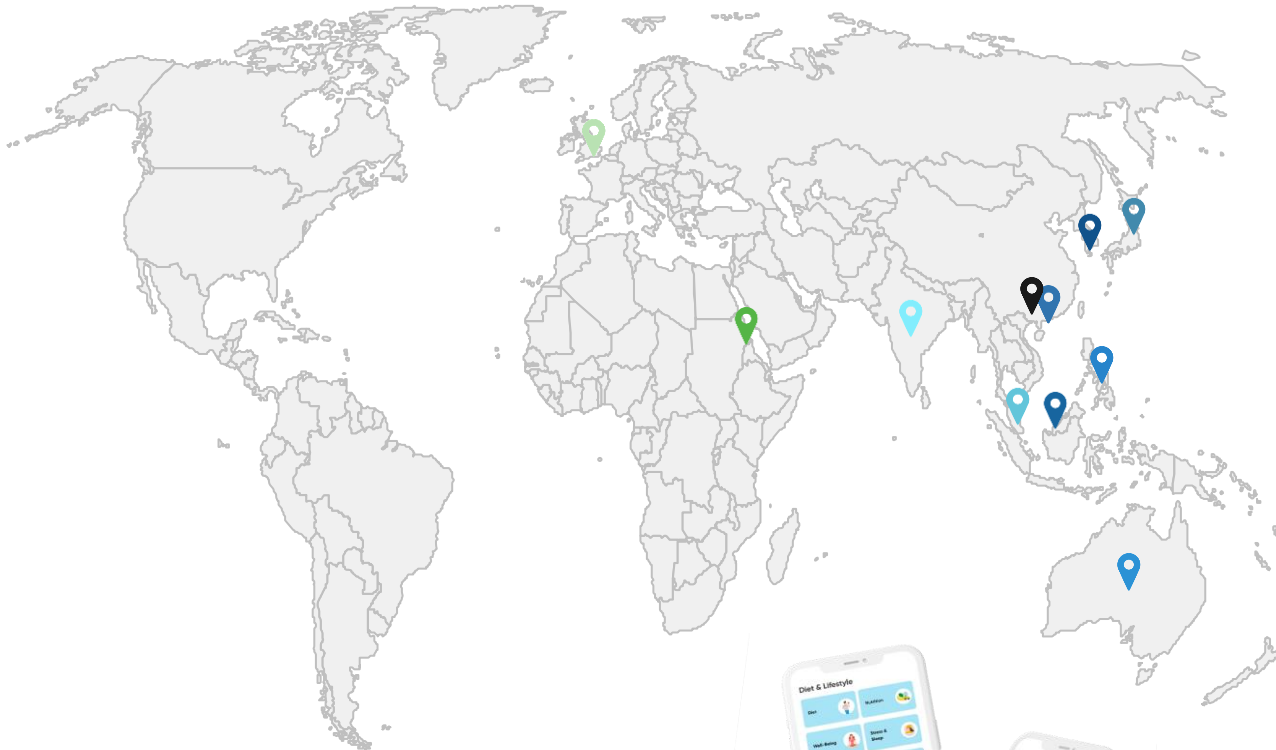 Diet & Lifestyle
Diet
Nutrition
Well-Being
Stress &
Sleep